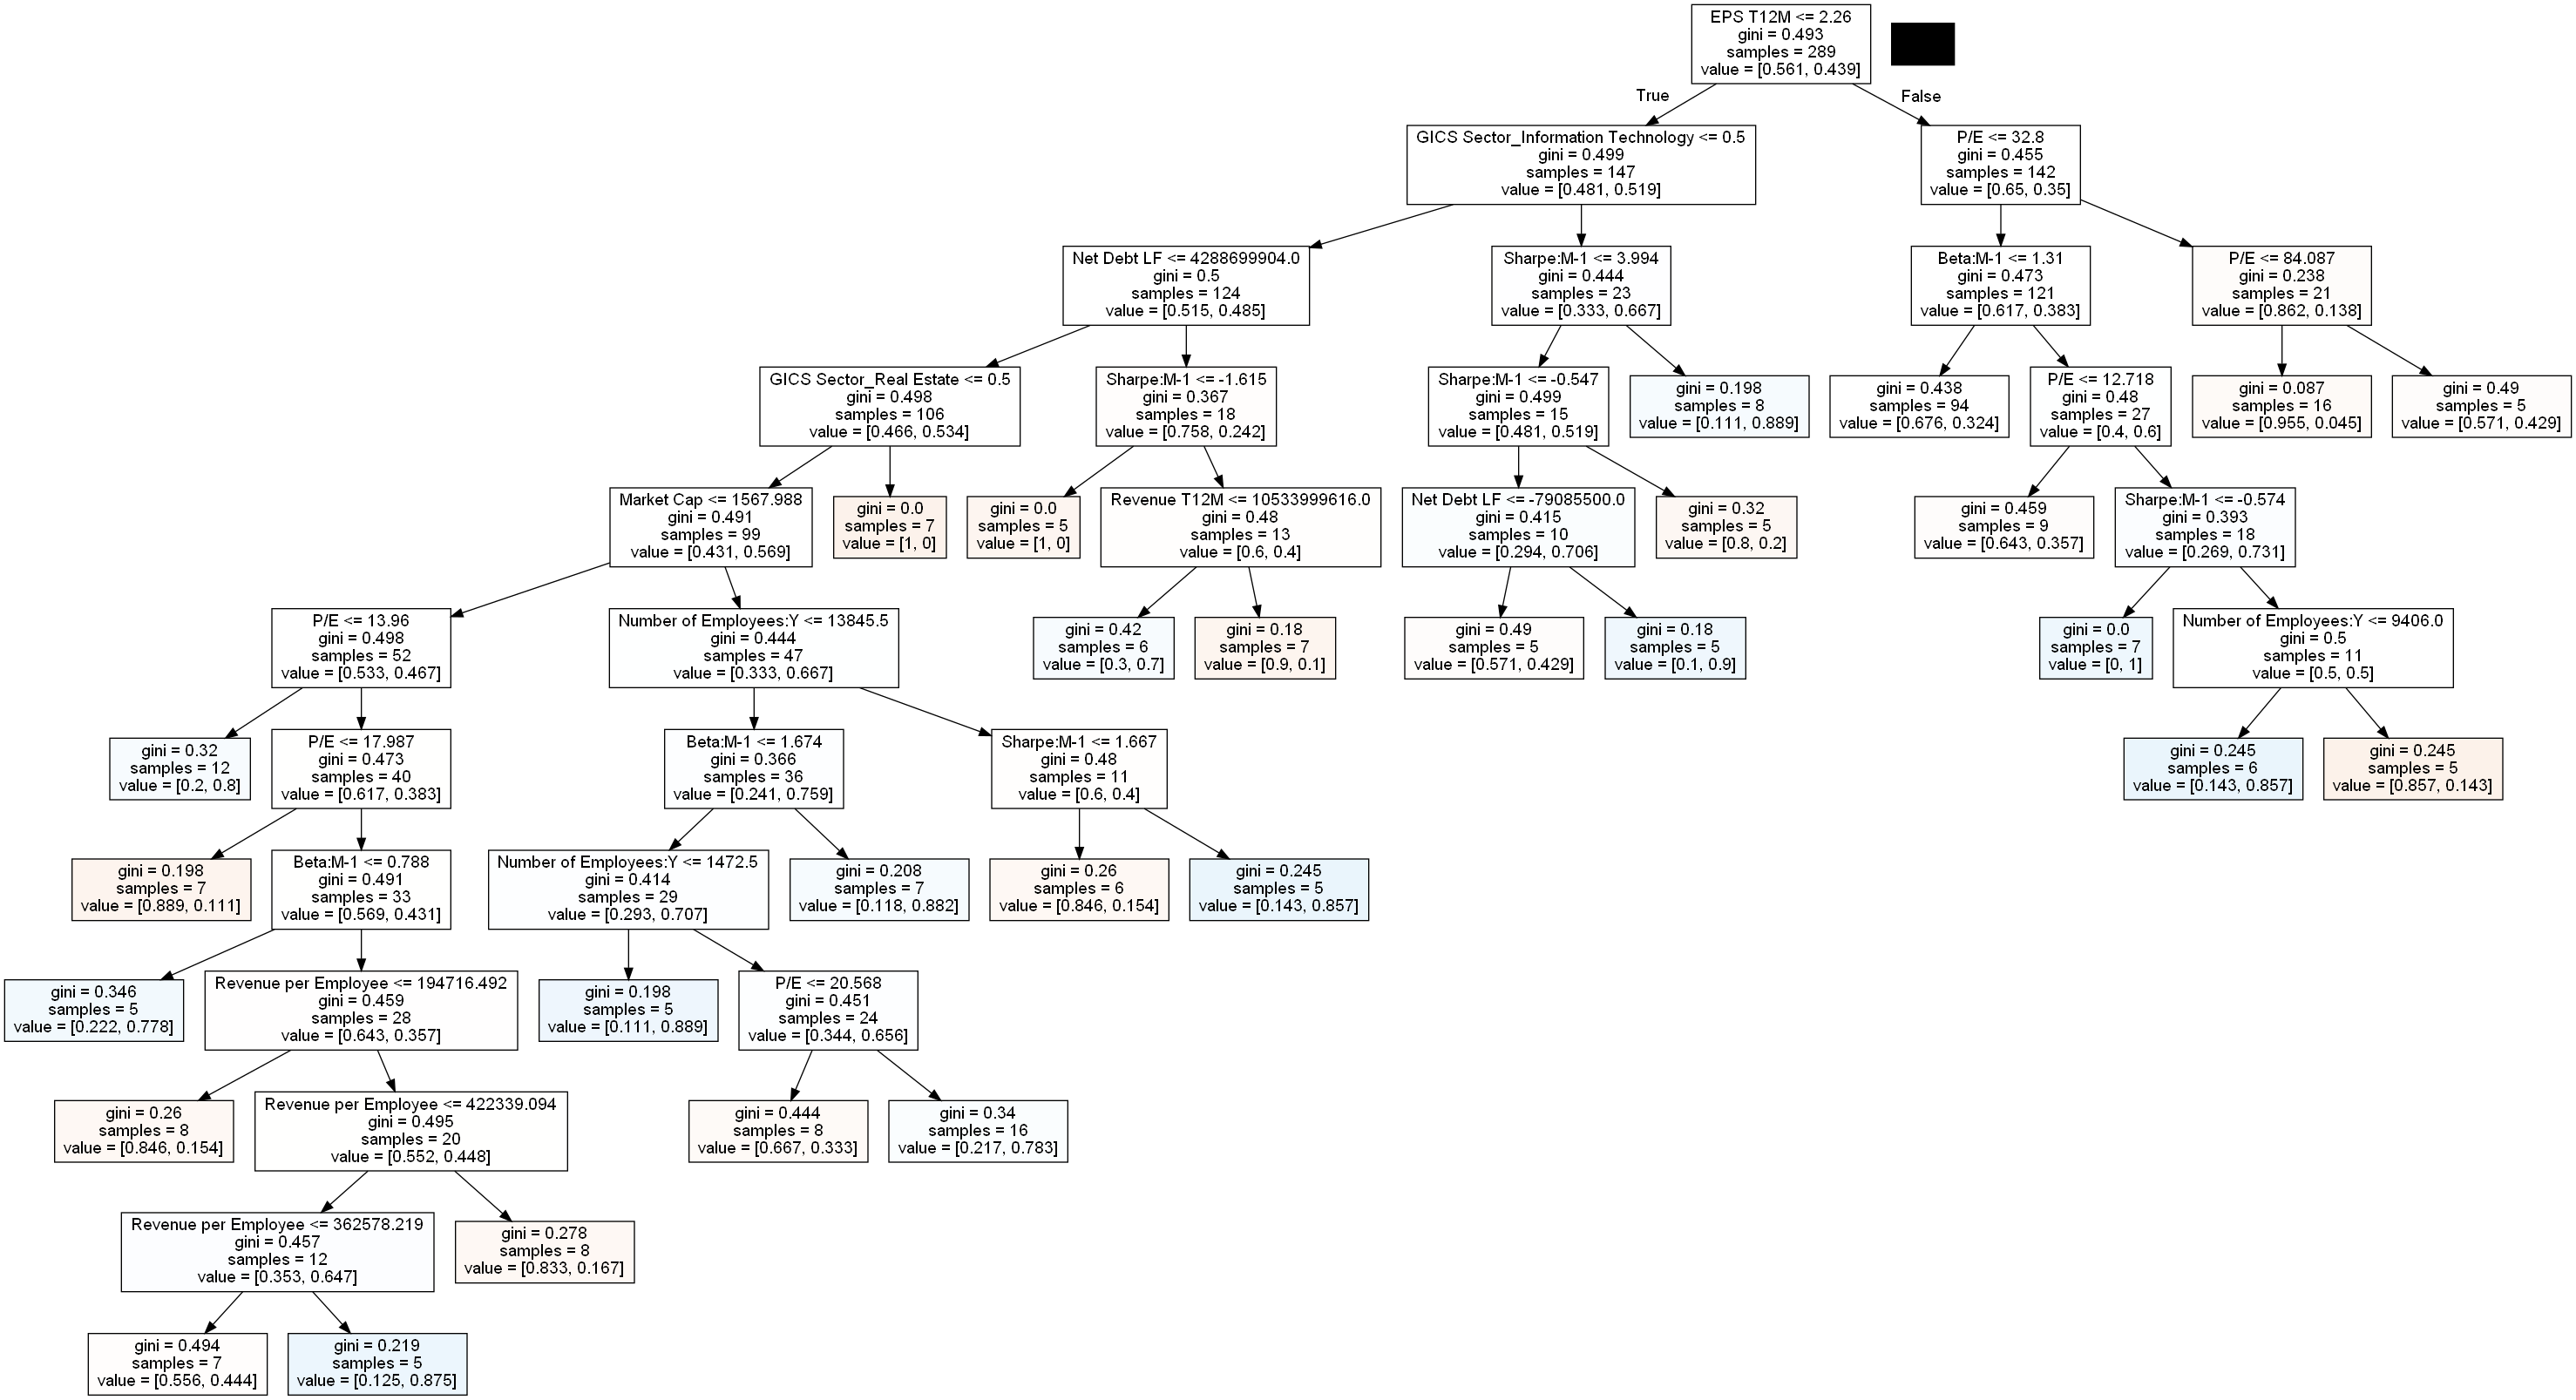 EPS T12M <= 2.26
gini = 0.493
samples = 289
value = [0.561, 0.439]
True
False
GICS Sector_Information Technology <= 0.5
gini = 0.499
samples = 147
value = [0.481, 0.519]
P/E <= 32.8
gini = 0.455
samples = 142
value = [0.65, 0.35]
Net Debt LF <= 4288699904.0
gini = 0.5
samples = 124
value = [0.515, 0.485]
Sharpe:M-1 <= 3.994
gini = 0.444
samples = 23
value = [0.333, 0.667]
Beta:M-1 <= 1.31
gini = 0.473
samples = 121
value = [0.617, 0.383]
P/E <= 84.087
gini = 0.238
samples = 21
value = [0.862, 0.138]
GICS Sector_Real Estate <= 0.5
gini = 0.498
samples = 106
value = [0.466, 0.534]
Sharpe:M-1 <= -1.615
gini = 0.367
samples = 18
value = [0.758, 0.242]
Sharpe:M-1 <= -0.547
gini = 0.499
samples = 15
value = [0.481, 0.519]
gini = 0.198
samples = 8
value = [0.111, 0.889]
gini = 0.438
samples = 94
value = [0.676, 0.324]
P/E <= 12.718
gini = 0.48
samples = 27
value = [0.4, 0.6]
gini = 0.087
samples = 16
value = [0.955, 0.045]
gini = 0.49
samples = 5
value = [0.571, 0.429]
Market Cap <= 1567.988
gini = 0.491
samples = 99
value = [0.431, 0.569]
gini = 0.0
samples = 7
value = [1, 0]
gini = 0.0
samples = 5
value = [1, 0]
Revenue T12M <= 10533999616.0
gini = 0.48
samples = 13
value = [0.6, 0.4]
Net Debt LF <= -79085500.0
gini = 0.415
samples = 10
value = [0.294, 0.706]
gini = 0.32
samples = 5
value = [0.8, 0.2]
gini = 0.459
samples = 9
value = [0.643, 0.357]
Sharpe:M-1 <= -0.574
gini = 0.393
samples = 18
value = [0.269, 0.731]
P/E <= 13.96
gini = 0.498
samples = 52
value = [0.533, 0.467]
Number of Employees:Y <= 13845.5
gini = 0.444
samples = 47
value = [0.333, 0.667]
gini = 0.42
samples = 6
value = [0.3, 0.7]
gini = 0.18
samples = 7
value = [0.9, 0.1]
gini = 0.49
samples = 5
value = [0.571, 0.429]
gini = 0.18
samples = 5
value = [0.1, 0.9]
gini = 0.0
samples = 7
value = [0, 1]
Number of Employees:Y <= 9406.0
gini = 0.5
samples = 11
value = [0.5, 0.5]
gini = 0.32
samples = 12
value = [0.2, 0.8]
P/E <= 17.987
gini = 0.473
samples = 40
value = [0.617, 0.383]
Beta:M-1 <= 1.674
gini = 0.366
samples = 36
value = [0.241, 0.759]
Sharpe:M-1 <= 1.667
gini = 0.48
samples = 11
value = [0.6, 0.4]
gini = 0.245
samples = 6
value = [0.143, 0.857]
gini = 0.245
samples = 5
value = [0.857, 0.143]
gini = 0.198
samples = 7
value = [0.889, 0.111]
Beta:M-1 <= 0.788
gini = 0.491
samples = 33
value = [0.569, 0.431]
Number of Employees:Y <= 1472.5
gini = 0.414
samples = 29
value = [0.293, 0.707]
gini = 0.208
samples = 7
value = [0.118, 0.882]
gini = 0.26
samples = 6
value = [0.846, 0.154]
gini = 0.245
samples = 5
value = [0.143, 0.857]
gini = 0.346
samples = 5
value = [0.222, 0.778]
Revenue per Employee <= 194716.492
gini = 0.459
samples = 28
value = [0.643, 0.357]
gini = 0.198
samples = 5
value = [0.111, 0.889]
P/E <= 20.568
gini = 0.451
samples = 24
value = [0.344, 0.656]
gini = 0.26
samples = 8
value = [0.846, 0.154]
Revenue per Employee <= 422339.094
gini = 0.495
samples = 20
value = [0.552, 0.448]
gini = 0.444
samples = 8
value = [0.667, 0.333]
gini = 0.34
samples = 16
value = [0.217, 0.783]
Revenue per Employee <= 362578.219
gini = 0.457
samples = 12
value = [0.353, 0.647]
gini = 0.278
samples = 8
value = [0.833, 0.167]
gini = 0.494
samples = 7
value = [0.556, 0.444]
gini = 0.219
samples = 5
value = [0.125, 0.875]